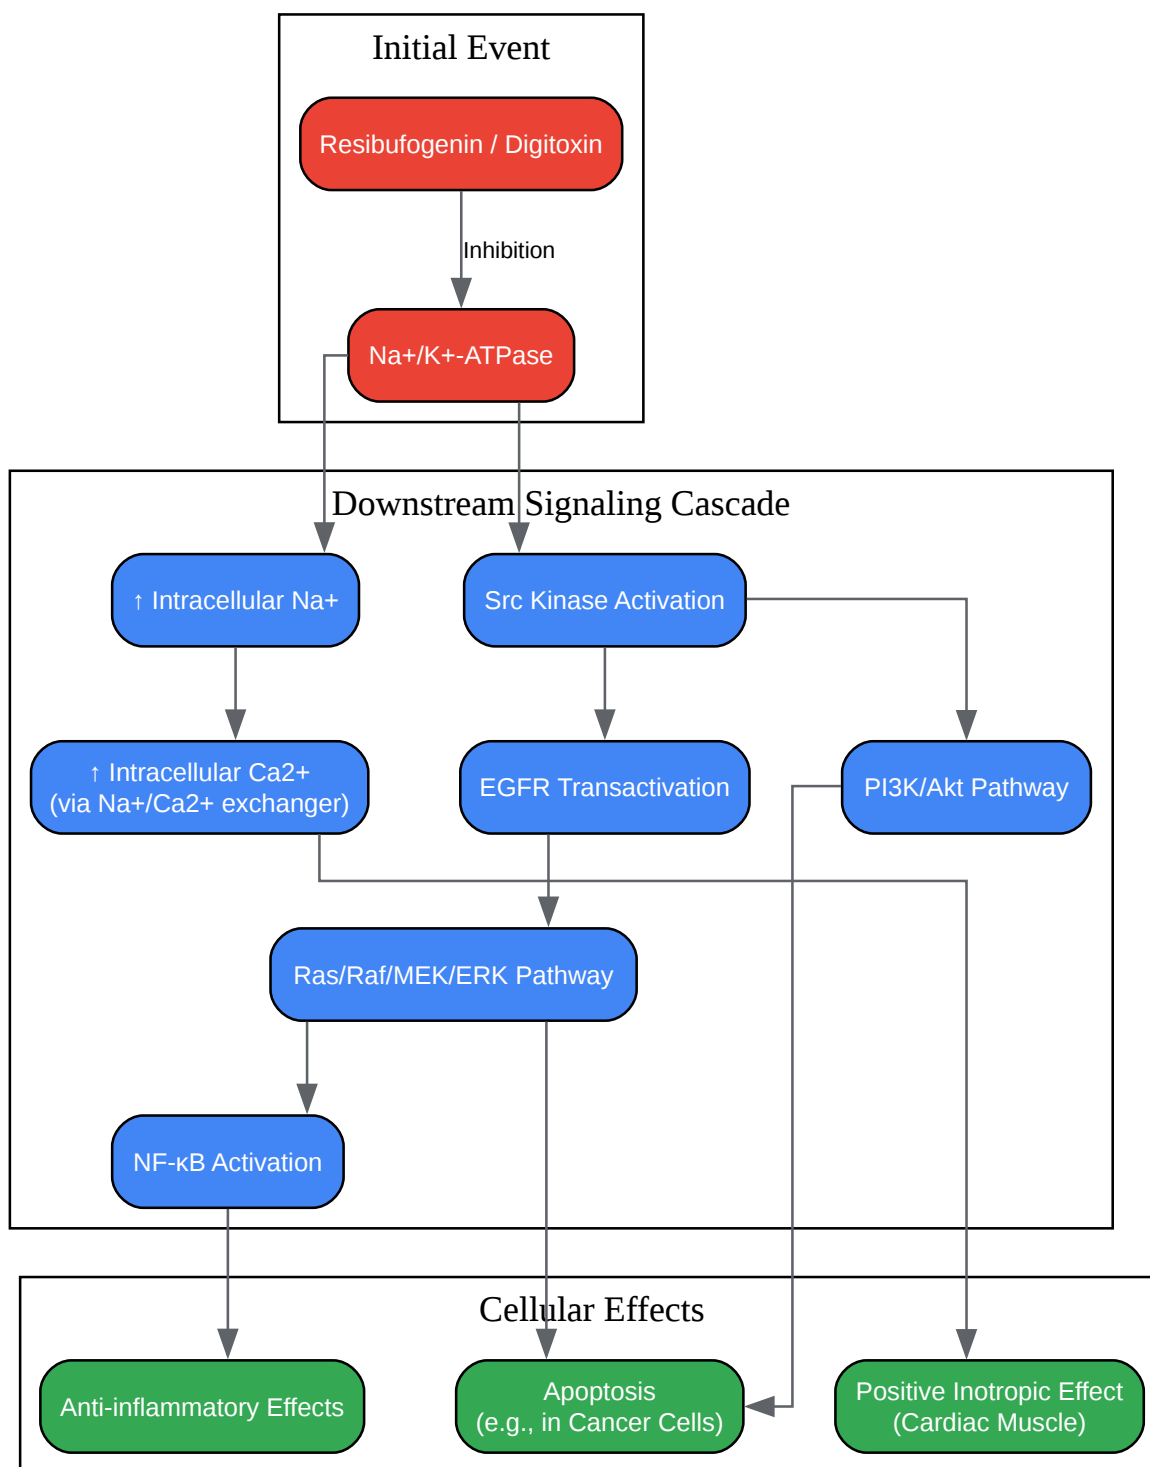 Initial Event
Resibufogenin / Digitoxin
Inhibition
Na+/K+-ATPase
Downstream Signaling Cascade
↑ Intracellular Na+
Src Kinase Activation
↑ Intracellular Ca2+
(via Na+/Ca2+ exchanger)
EGFR Transactivation
PI3K/Akt Pathway
Ras/Raf/MEK/ERK Pathway
NF-κB Activation
Cellular Effects
Anti-inflammatory Effects
Apoptosis
(e.g., in Cancer Cells)
Positive Inotropic Effect
(Cardiac Muscle)